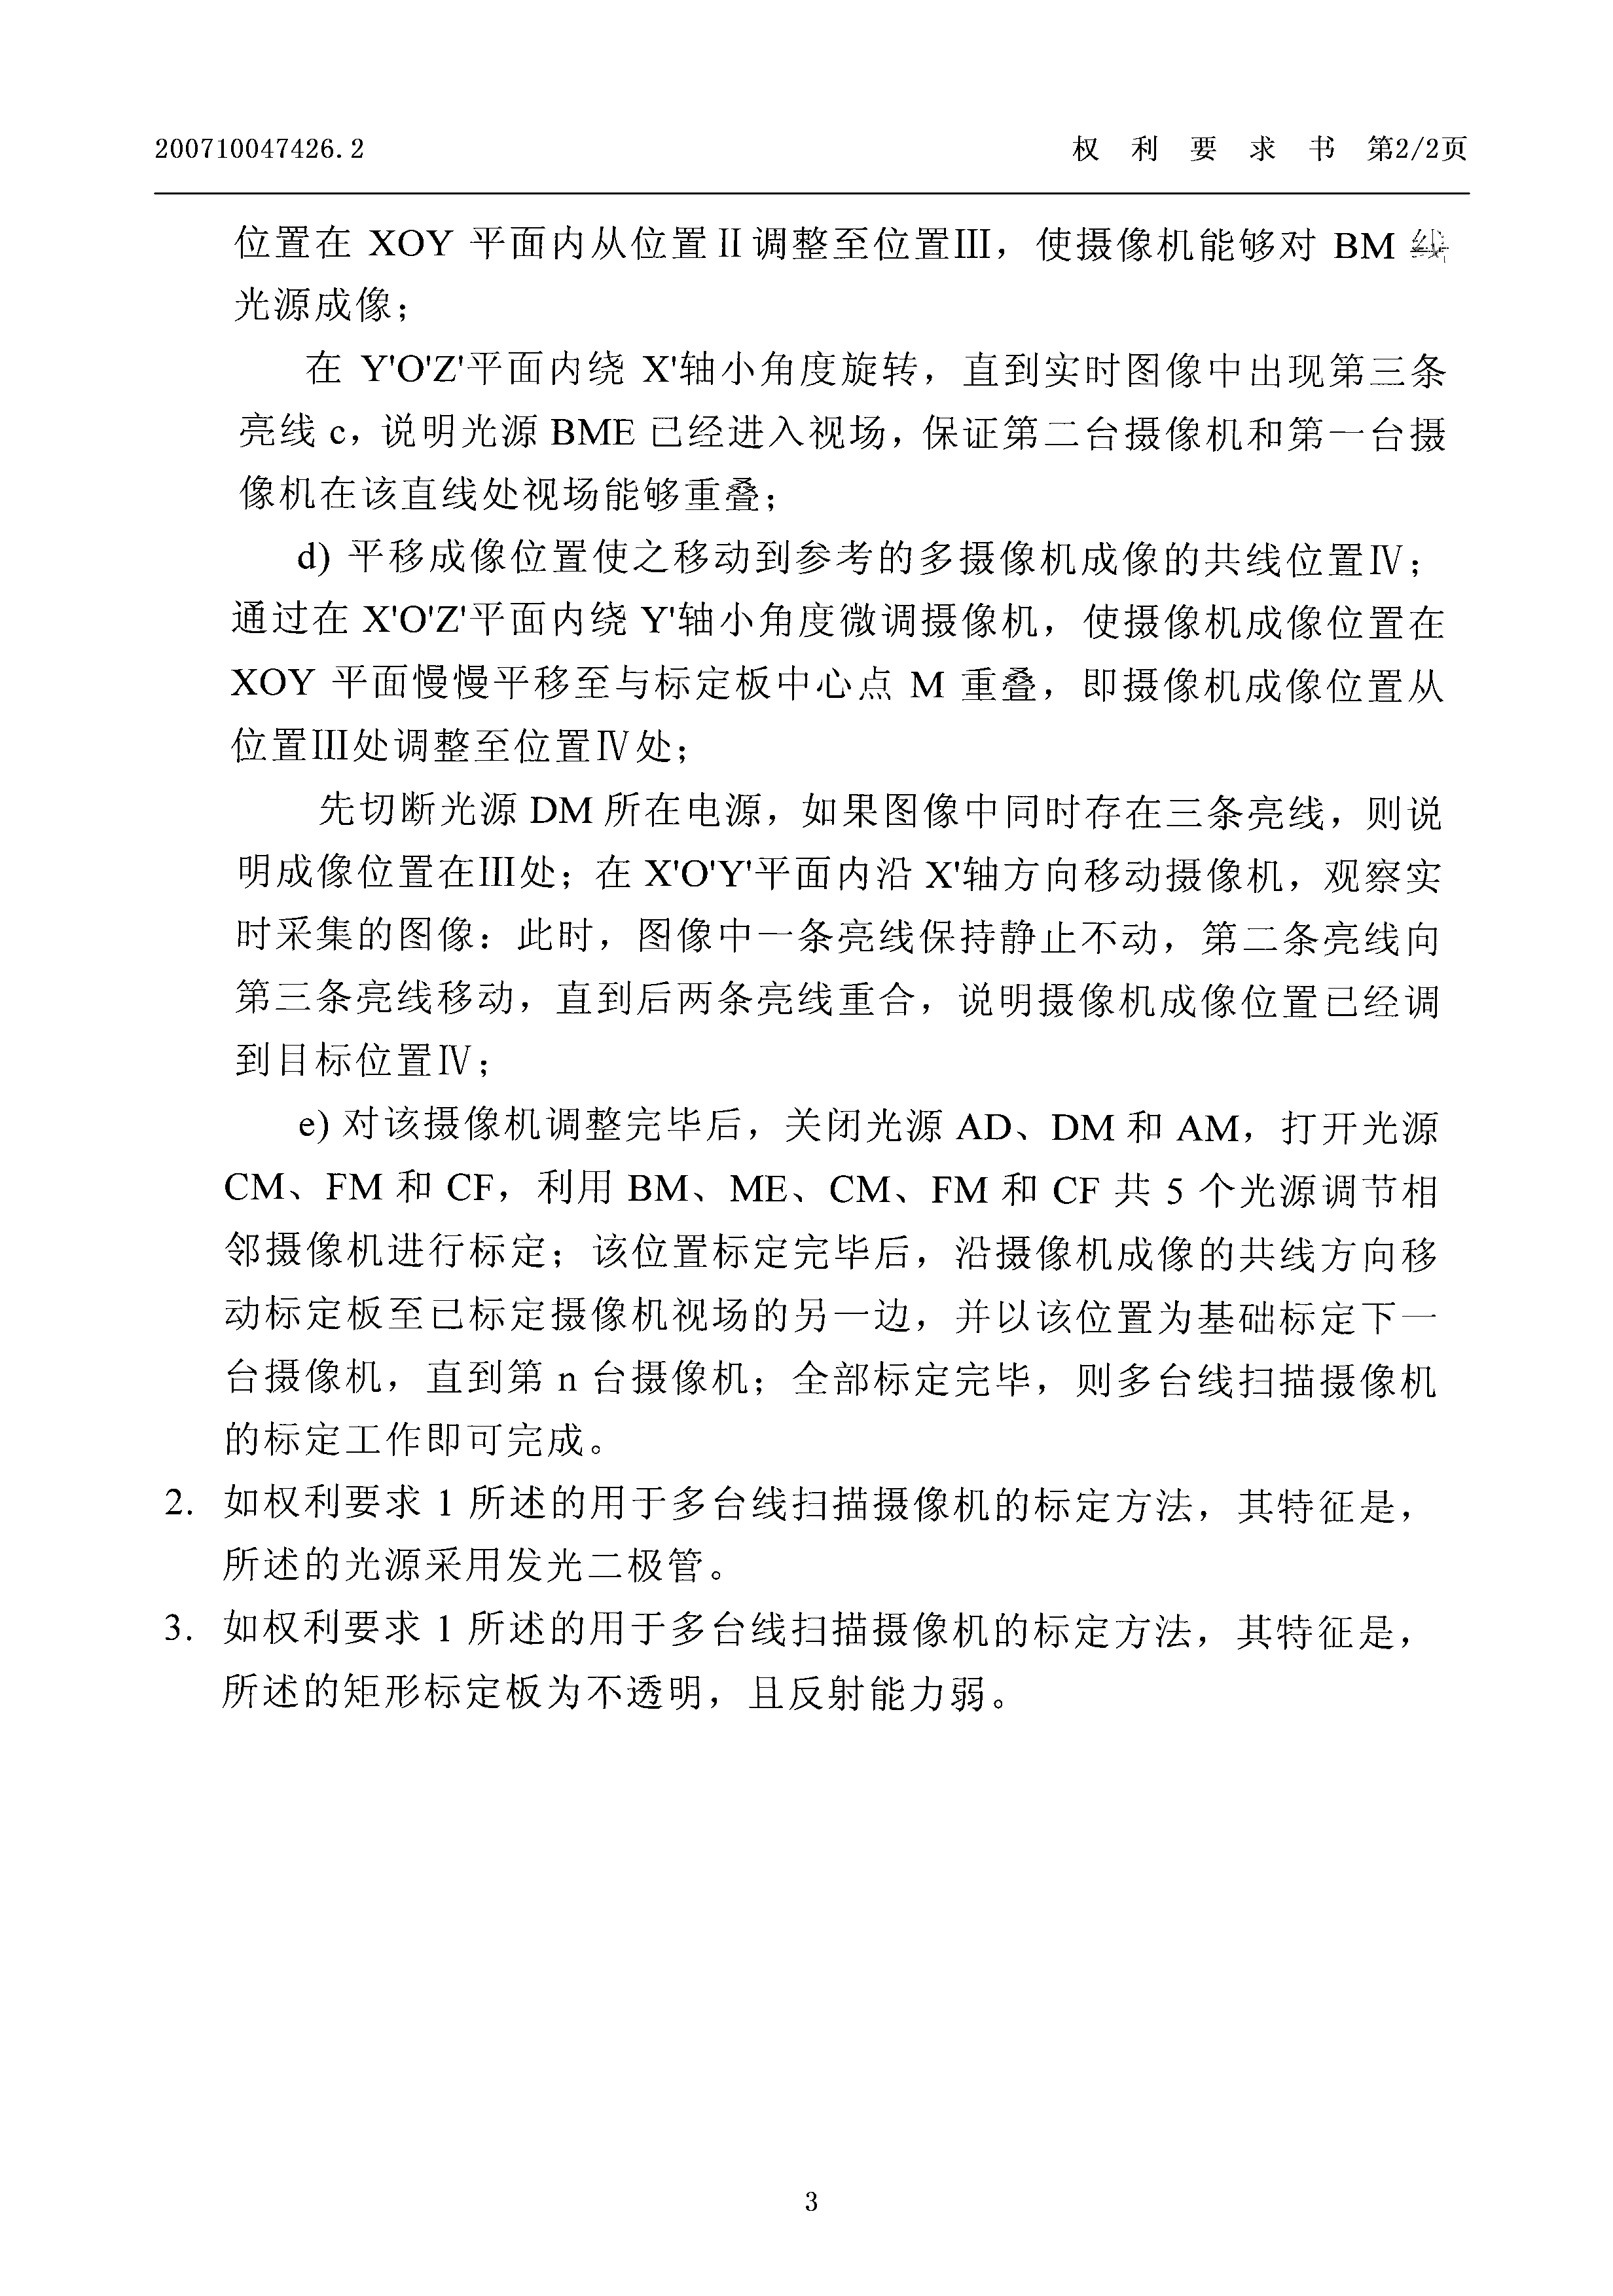 200710047426.2
权利要求书 第2/2页
位置在 XOY 平面内从位置Ⅱ调整至位置Ⅲ，使摄像机能够对 BM 线
光源成像；
在 Y'O'Z'平面内绕 X'轴小角度旋转，直到实时图像中出现第三条
亮线 c，说明光源 BME 已经进入视场，保证第二台摄像机和第一台摄
像机在该直线处视场能够重叠；
d) 平移成像位置使之移动到参考的多摄像机成像的共线位置Ⅳ；
通过在 X'O'Z'平面内绕 Y'轴小角度微调摄像机，使摄像机成像位置在
XOY 平面慢慢平移至与标定板中心点 M 重叠，即摄像机成像位置从
位置Ⅲ处调整至位置Ⅳ处；
先切断光源 DM 所在电源，如果图像中同时存在三条亮线，则说
明成像位置在Ⅲ处；在 X'O'Y'平面内沿 X'轴方向移动摄像机，观察实
时采集的图像：此时，图像中一条亮线保持静止不动，第二条亮线向
第三条亮线移动，直到后两条亮线重合，说明摄像机成像位置已经调
到目标位置Ⅳ；
e) 对该摄像机调整完毕后，关闭光源 AD、DM 和 AM，打开光源
CM、FM 和 CF，利用 BM、ME、CM、FM 和 CF 共 5 个光源调节相
邻摄像机进行标定；该位置标定完毕后，沿摄像机成像的共线方向移
动标定板至已标定摄像机视场的另一边，并以该位置为基础标定下一
台摄像机，直到第 n 台摄像机；全部标定完毕，则多台线扫描摄像机
的标定工作即可完成。
2. 如权利要求 1 所述的用于多台线扫描摄像机的标定方法，其特征是，
所述的光源采用发光二极管。
3. 如权利要求 1 所述的用于多台线扫描摄像机的标定方法，其特征是，
所述的矩形标定板为不透明，且反射能力弱。
3